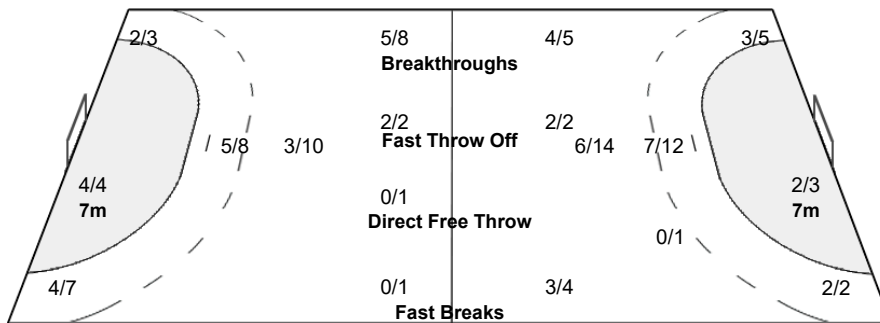 2/3 5/8 4/5 3/5
Breakthroughs
2/2 2/2
Fast Throw Off
5/8 3/10 6/14 7/12
4/4 2/3
7m 7m
0/1
Direct Free Throw
0/1
4/7 0/1 3/4 2/2
Fast Breaks